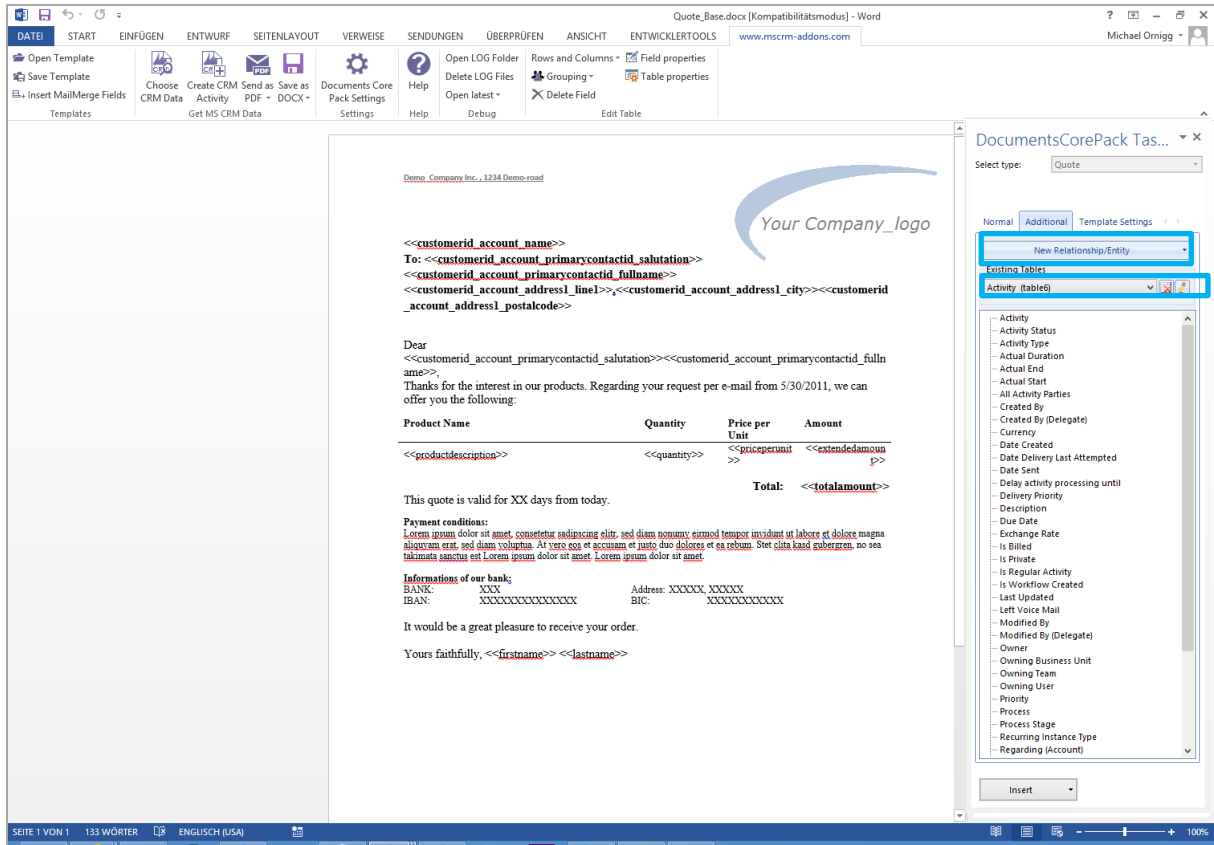 Quote_Base.docx [Kompatibilitätsmodus] - Word
DATEI START EINFÜGEN ENTWURF SEITENLAYOUT VERWEISE SENDUNGEN ÜBERPRÜFEN ANSICHT ENTWICKLERTOOLS www.mscrm-addons.com Michael Ornigg
Open Template
Save Template
Insert MailMerge Fields
Templates
Choose CRM Data
Create CRM Activity
Send as PDF
Save as DOCX
Get MS CRM Data
Documents Core Pack Settings
Settings
Help
Help
Open LOG Folder
Delete LOG Files
Open latest
Debug
Rows and Columns
Grouping
Delete Field
Field properties
Table properties
Edit Table
Demo Company Inc. , 1234 Demo-road
Your Company_logo
<<customerid_account_name>>
To: <<customerid_account_primarycontactid_salutation>>
<<customerid_account_primarycontactid_fullname>>
<<customerid_account_address1_line1>>,<<customerid_account_address1_city>><<customerid
_account_address1_postalcode>>
Dear
<<customerid_account_primarycontactid_salutation>><<customerid_account_primarycontactid_fulln
ame>>,
Thanks for the interest in our products. Regarding your request per e-mail from 5/30/2011, we can
offer you the following:
Product Name Quantity Price per Amount
Unit
<<productdescription>> <<quantity>> <<priceperunit <<extendedamoun
>> t>>
Total: <<totalamount>>
This quote is valid for XX days from today.
Payment conditions:
Lorem ipsum dolor sit amet, consetetur sadipscing elitr, sed diam nonumy eirmod tempor invidunt ut labore et dolore magna
aliquyam erat, sed diam voluptua. At vero eos et accusam et justo duo dolores et ea rebum. Stet clita kasd gubergren, no sea
takimata sanctus est Lorem ipsum dolor sit amet. Lorem ipsum dolor sit amet.
Informations of our bank:
BANK: XXX Address: XXXXX, XXXXX
IBAN: XXXXXXXXXXXXXX BIC: XXXXXXXXXXX
It would be a great pleasure to receive your order.
Yours faithfully, <<firstname>> <<lastname>>
DocumentsCorePack Tas...
Select type: Quote
Normal Additional Template Settings
New Relationship/Entity
Existing Tables
Activity (table6)
Activity
Activity Status
Activity Type
Actual Duration
Actual End
Actual Start
All Activity Parties
Created By
Created By (Delegate)
Currency
Date Created
Date Delivery Last Attempted
Date Sent
Delay activity processing until
Delivery Priority
Description
Due Date
Exchange Rate
Is Billed
Is Private
Is Regular Activity
Is Workflow Created
Last Updated
Left Voice Mail
Modified By
Modified By (Delegate)
Owner
Owning Business Unit
Owning Team
Owning User
Priority
Process
Process Stage
Recurring Instance Type
Regarding (Account)
Insert
SEITE 1 VON 1 133 WÖRTER ENGLISCH (USA) 100%